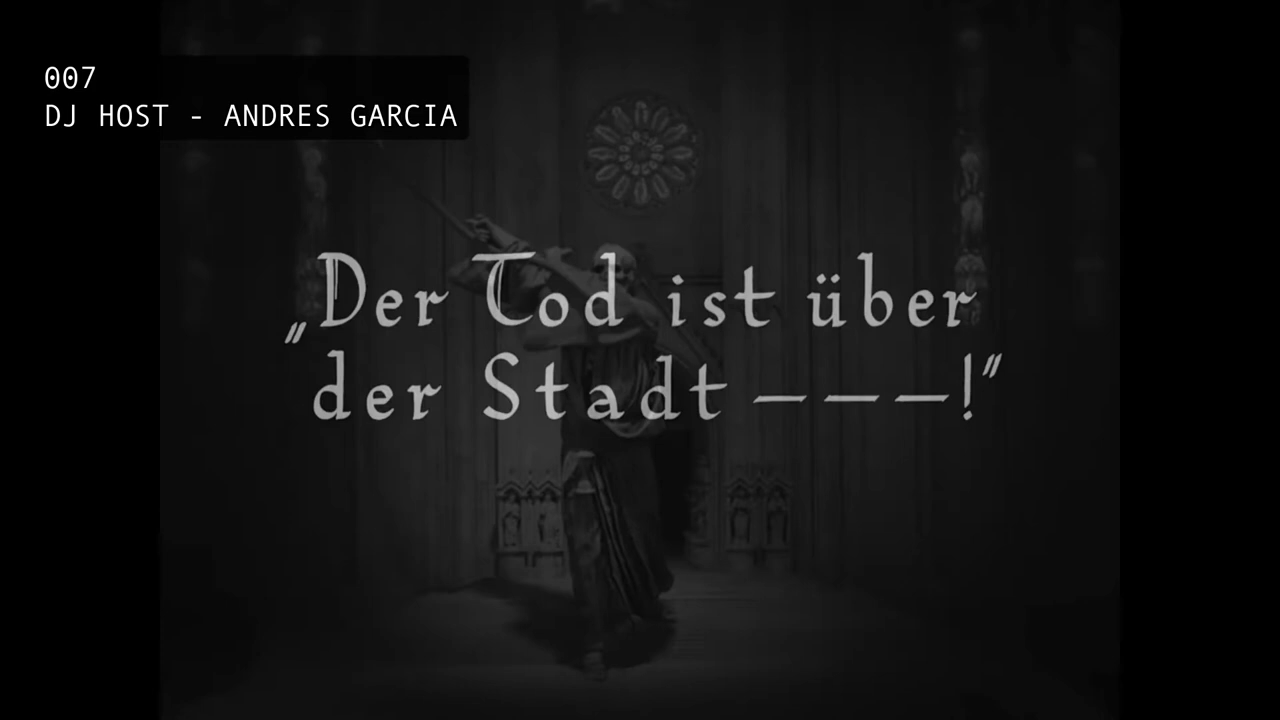 007
DJ HOST - ANDRES GARCIA
„Der Tod ist über
der Stadt ———!"